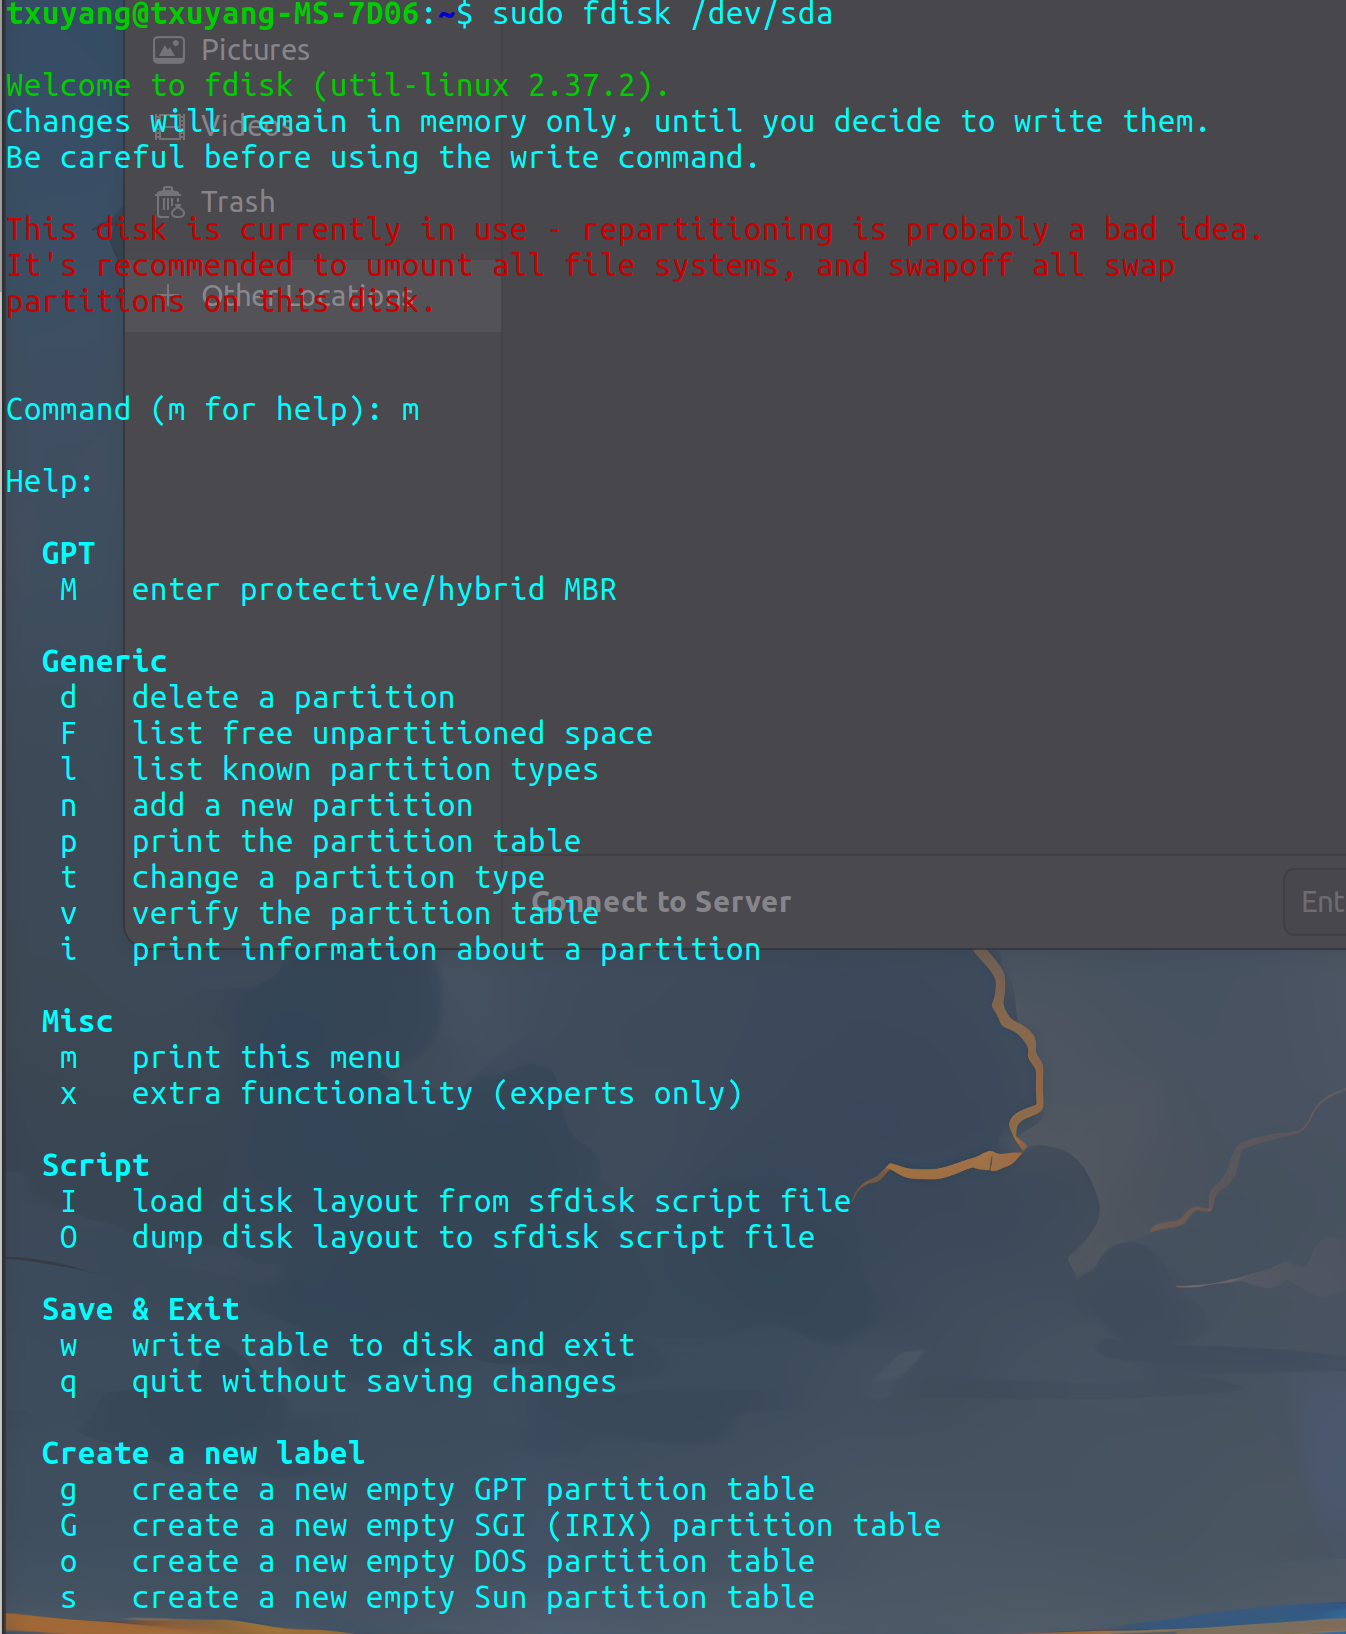 txuyang@txuyang-MS-7D06:~$ sudo fdisk /dev/sda
Pictures
Welcome to fdisk (util-linux 2.37.2).
Changes will remain in memory only, until you decide to write them.
Videos
Be careful before using the write command.
Trash
This disk is currently in use - repartitioning is probably a bad idea.
It's recommended to umount all file systems, and swapoff all swap
partitions on this disk.
Other Locations
Command (m for help): m
Help:
GPT
M enter protective/hybrid MBR
Generic
d delete a partition
F list free unpartitioned space
l list known partition types
n add a new partition
p print the partition table
t change a partition type
Connect to Server
Ent
v verify the partition table
i print information about a partition
Misc
m print this menu
x extra functionality (experts only)
Script
I load disk layout from sfdisk script file
O dump disk layout to sfdisk script file
Save & Exit
w write table to disk and exit
q quit without saving changes
Create a new label
g create a new empty GPT partition table
G create a new empty SGI (IRIX) partition table
o create a new empty DOS partition table
s create a new empty Sun partition table